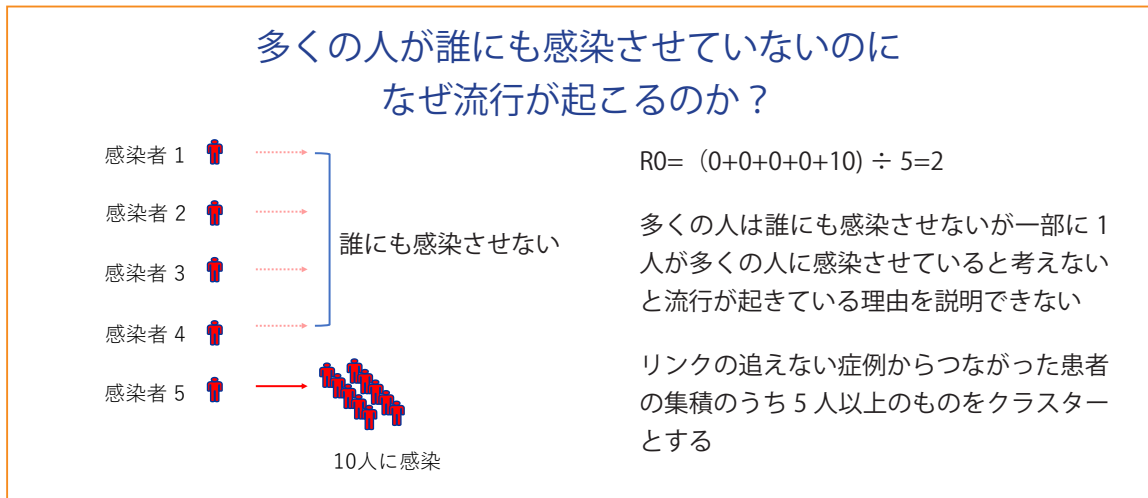 多くの人が誰にも感染させていないのに
なぜ流行が起こるのか？
感染者 1
感染者 2
感染者 3
感染者 4
感染者 5
誰にも感染させない
10人に感染
R0=（0+0+0+0+10) ÷ 5=2
多くの人は誰にも感染させないが一部に 1
人が多くの人に感染させていると考えない
と流行が起きている理由を説明できない
リンクの追えない症例からつながった患者
の集積のうち 5 人以上のものをクラスター
とする